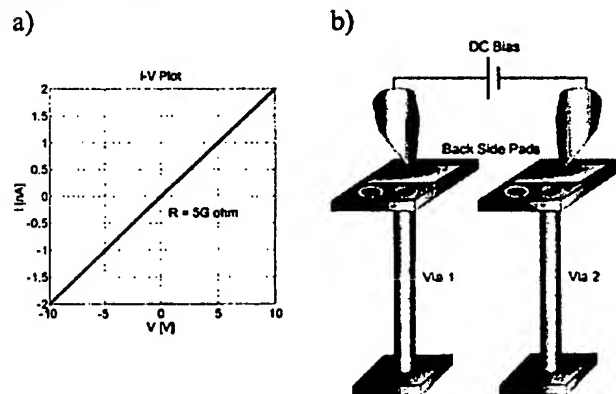 a)
I-V Plot
2
1.5
1
0.5
0
-0.5
-1
-1.5
-2
I [nA]
R = 5G ohm
-10
-5
0
5
10
V [V]
b)
DC Bias
Back Side Pads
Via 1
Via 2